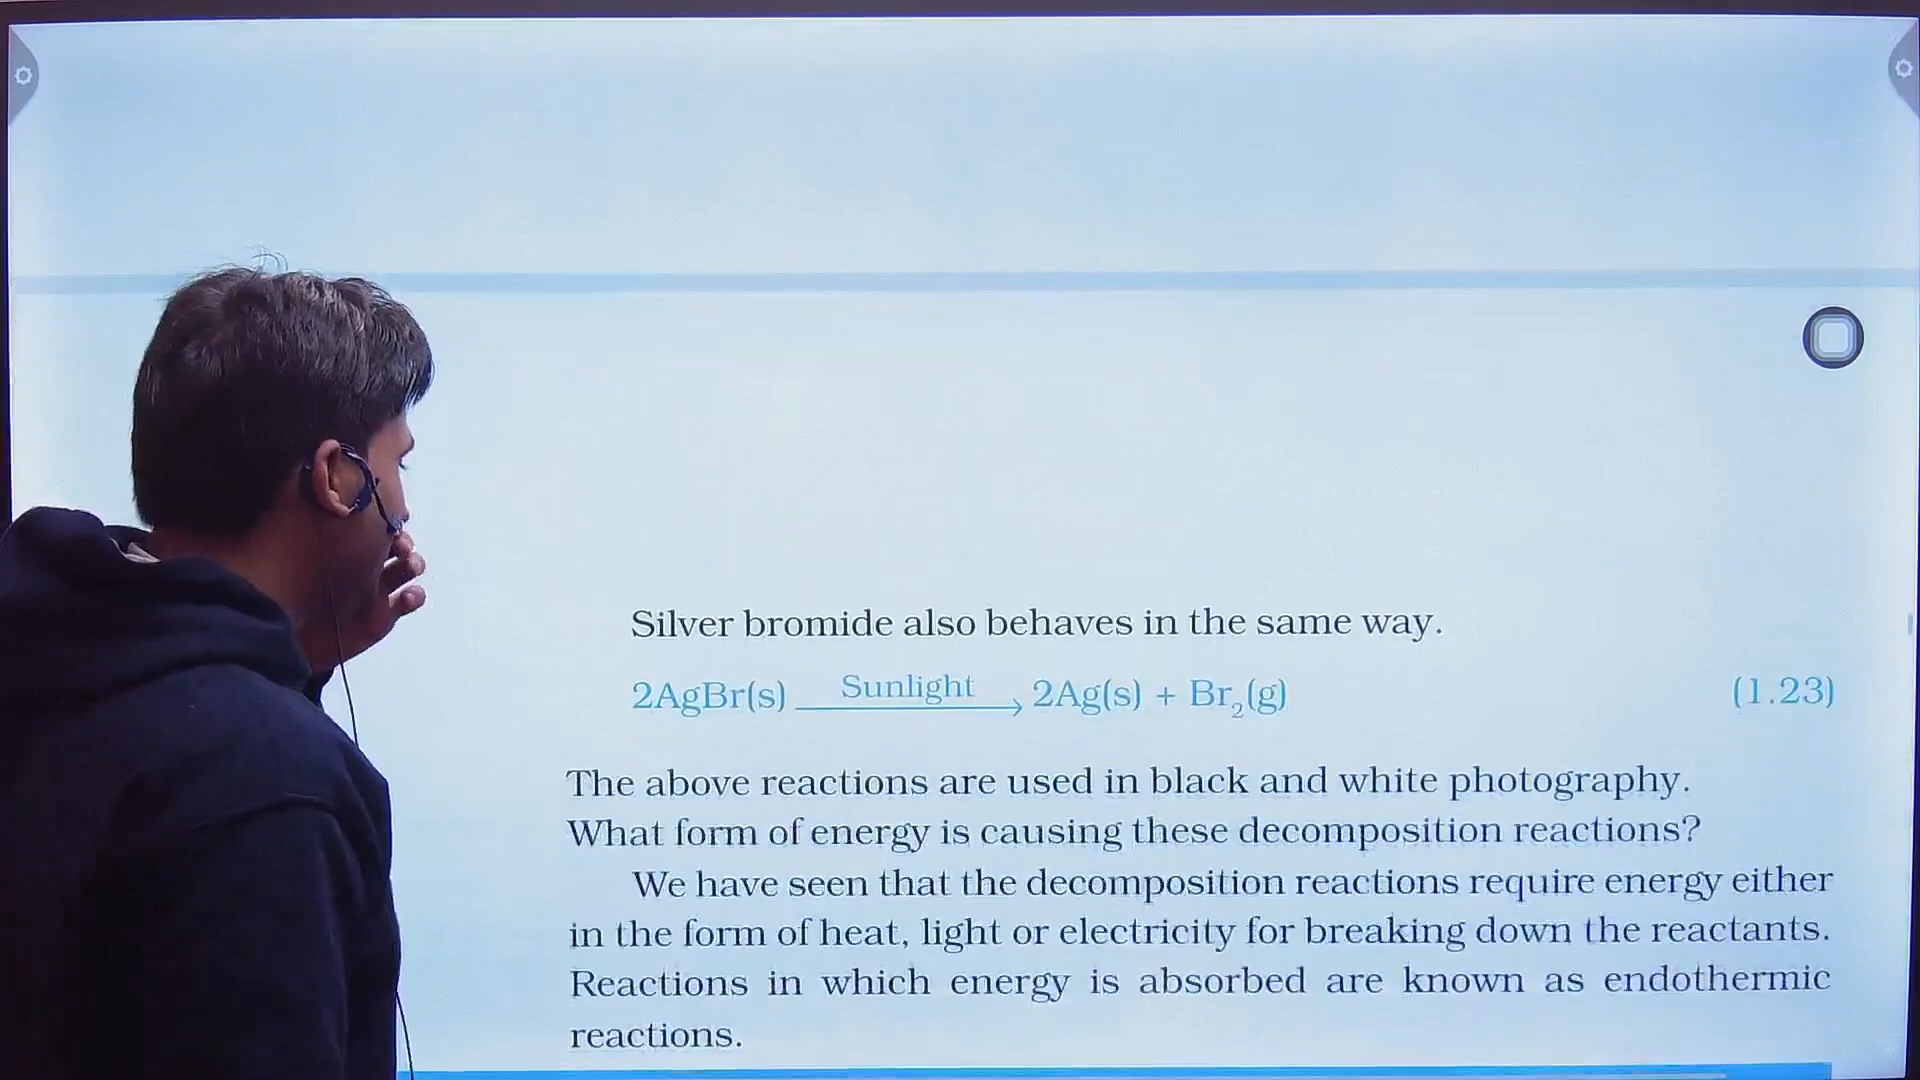 Silver bromide also behaves in the same way.
2AgBr(s) Sunlight → 2Ag(s) + Br₂(g) (1.23)
The above reactions are used in black and white photography.
What form of energy is causing these decomposition reactions?
We have seen that the decomposition reactions require energy either
in the form of heat, light or electricity for breaking down the reactants.
Reactions in which energy is absorbed are known as endothermic
reactions.